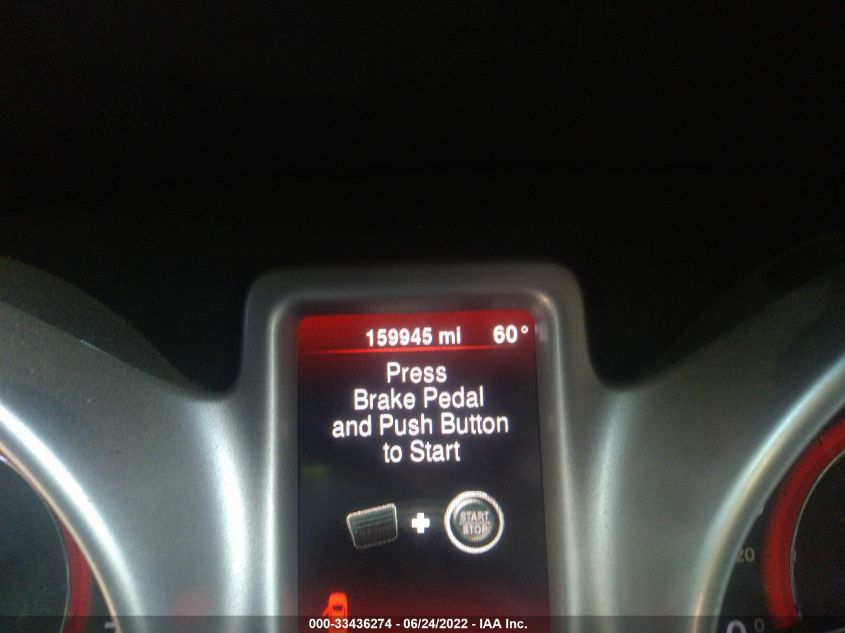 159945 mi 60°
Press
Brake Pedal
and Push Button
to Start
START
STOP
20
0
000-33436274 - 06/24/2022 - IAA Inc.